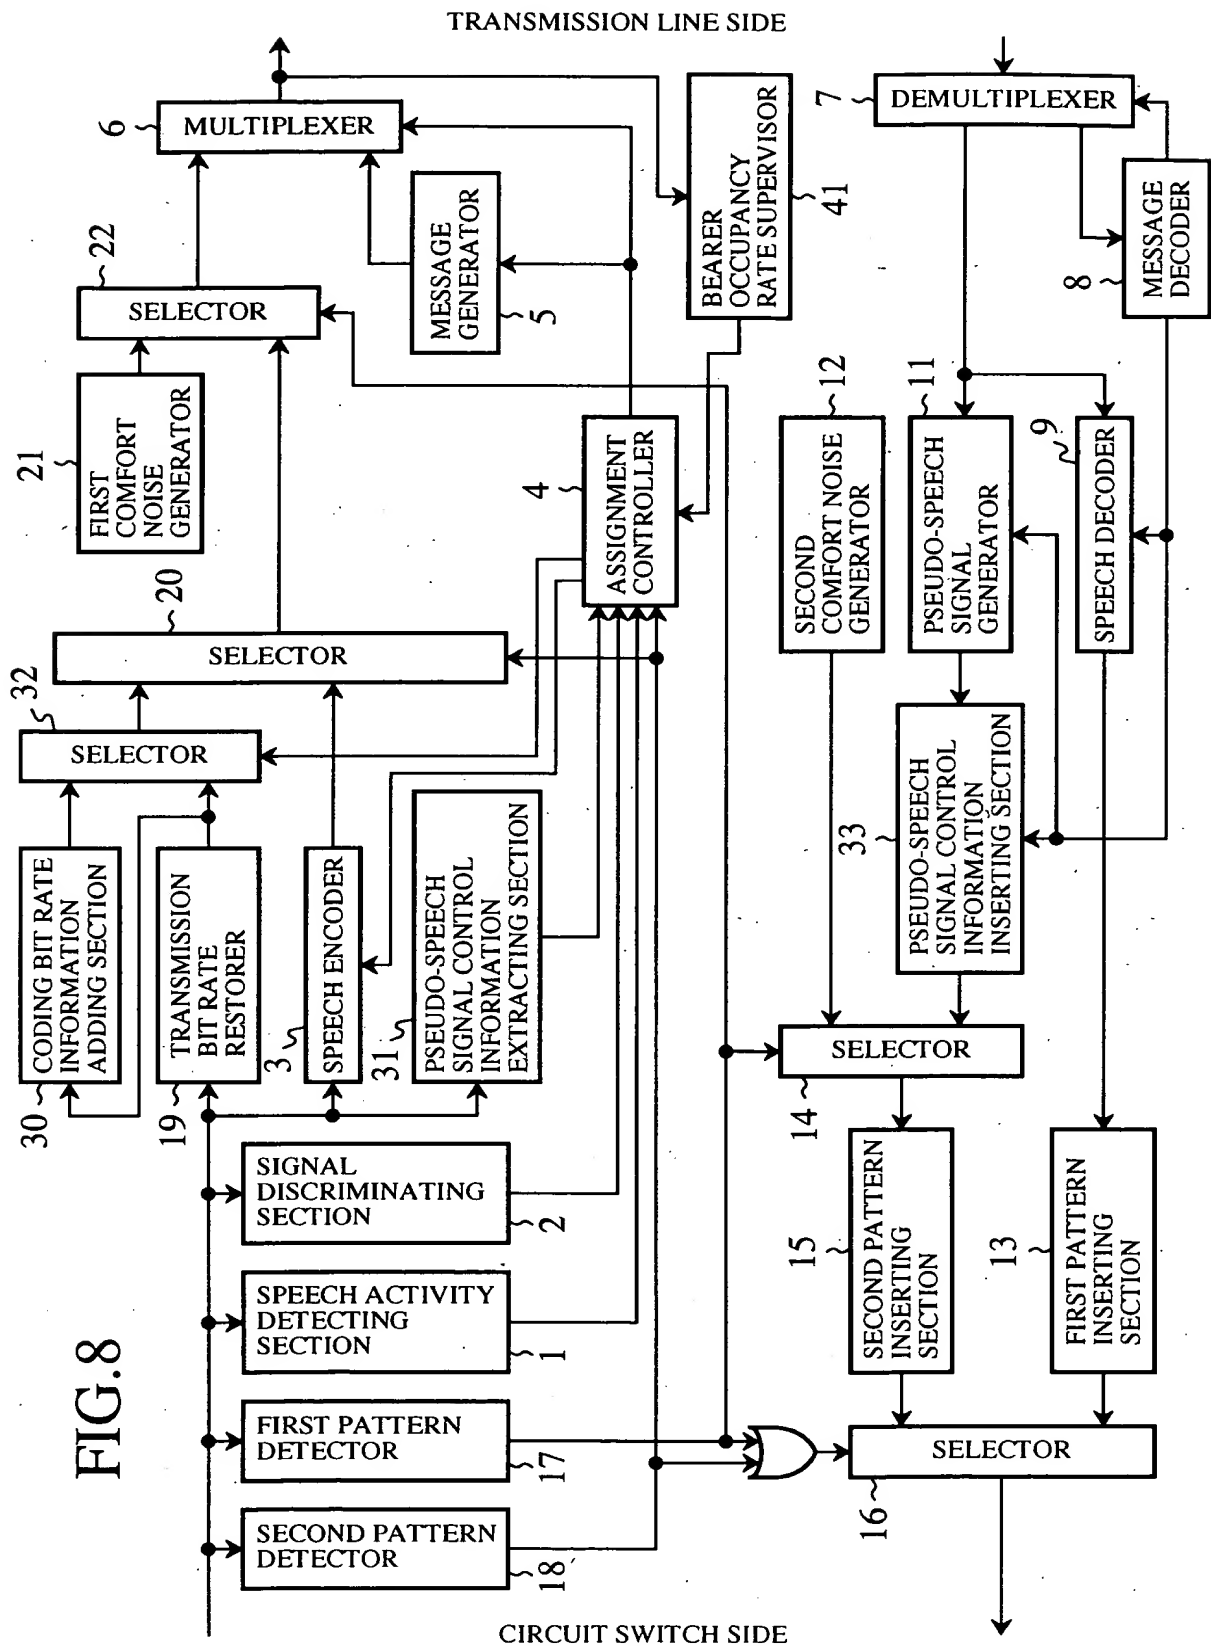 TRANSMISSION LINE SIDE
6
MULTIPLEXER
7
DEMULTIPLEXER
22
SELECTOR
MESSAGE
GENERATOR
5
BEARER
OCCUPANCY
RATE SUPERVISOR
41
8
MESSAGE
DECODER
21
FIRST
COMFORT
NOISE
GENERATOR
4
ASSIGNMENT
CONTROLLER
12
SECOND
COMFORT NOISE
GENERATOR
11
PSEUDO-SPEECH
SIGNAL
GENERATOR
9
SPEECH DECODER
20
SELECTOR
32
SELECTOR
30
CODING BIT RATE
INFORMATION
ADDING SECTION
19
TRANSMISSION
BIT RATE
RESTORER
3
SPEECH ENCODER
31
PSEUDO-SPEECH
SIGNAL CONTROL
INFORMATION
EXTRACTING SECTION
33
PSEUDO-SPEECH
SIGNAL CONTROL
INFORMATION
INSERTING SECTION
14
SELECTOR
SIGNAL
DISCRIMINATING
SECTION
2
SPEECH ACTIVITY
DETECTING
SECTION
1
FIRST PATTERN
DETECTOR
17
SECOND PATTERN
DETECTOR
18
15
SECOND PATTERN
INSERTING
SECTION
13
FIRST PATTERN
INSERTING
SECTION
16
SELECTOR
FIG.8
CIRCUIT SWITCH SIDE